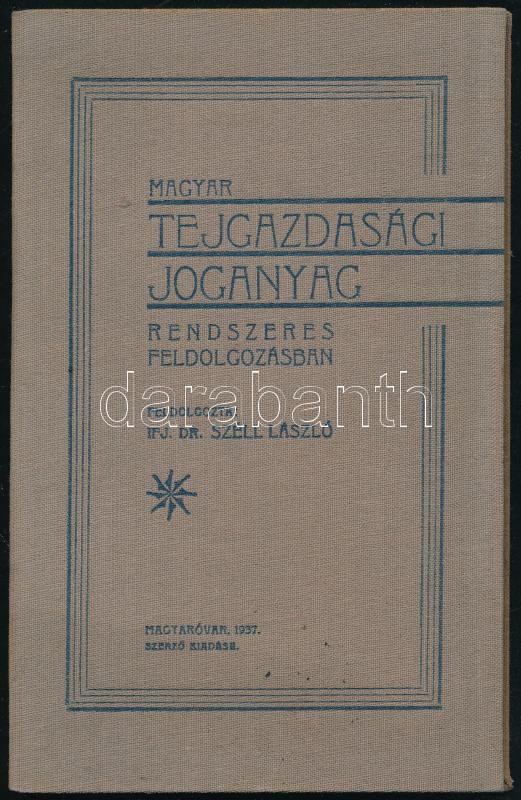 MAGYAR
TEJGAZDASÁGI
JOGANYAG
RENDSZERES
FELDOLGOZÁSBAN
darabanth
FELDOLGOZTA:
IFJ. DR. SZÉLL LÁSZLÓ
MAGYARÓVÁR, 1937.
SZERZŐ KIADÁSA.